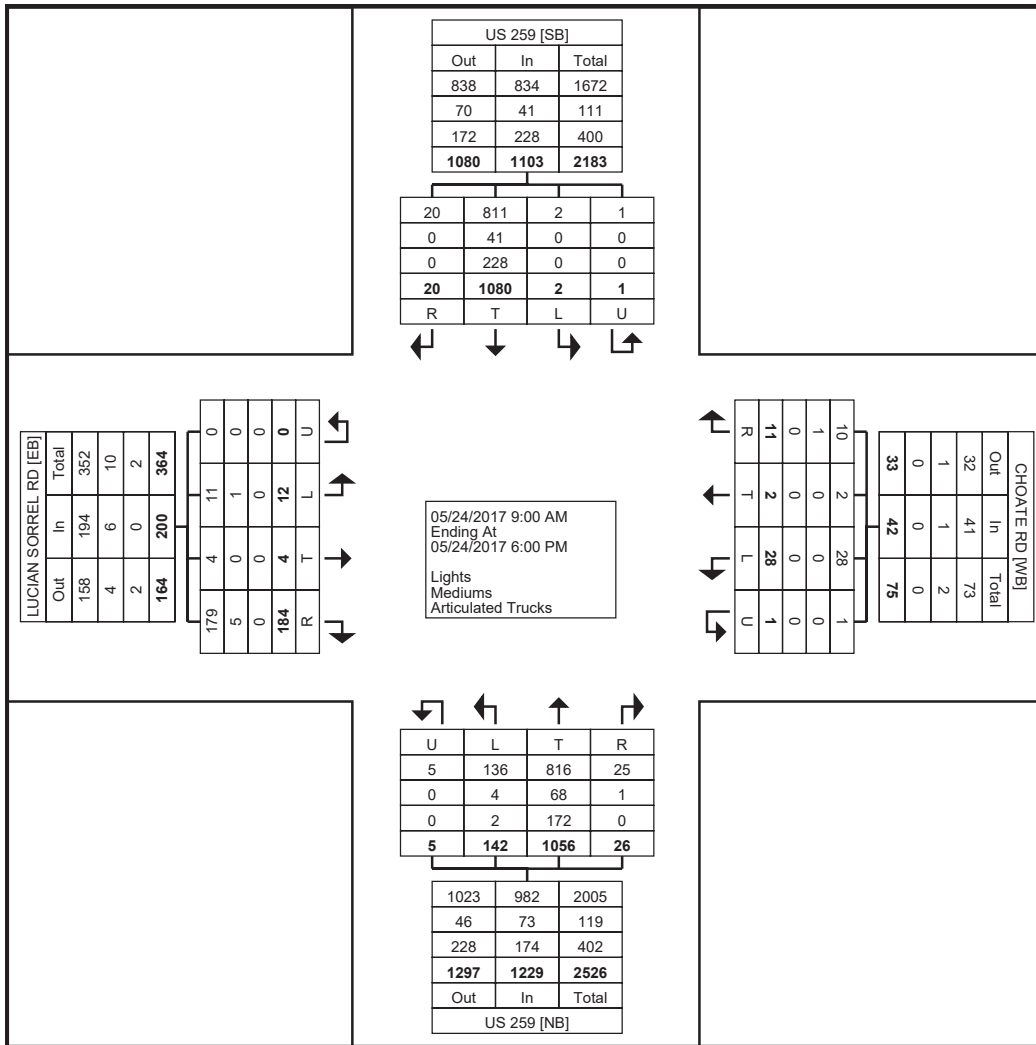 US 259 [SB]
Out In Total
838 834 1672
70 41 111
172 228 400
1080 1103 2183
20 811 2 1
0 41 0 0
0 228 0 0
20 1080 2 1
R T L U
LUCIAN SORREL RD [EB]
Total 352 10 2 364
In 194 6 0 200
Out 158 4 2 164
0 0 0 0 U
11 1 0 12 L
4 0 0 4 T
179 5 0 184 R
05/24/2017 9:00 AM
Ending At
05/24/2017 6:00 PM
Lights
Mediums
Articulated Trucks
CHOATE RD [WB]
Out In Total
32 41 73
1 1 2
0 0 0
33 42 75
10 2 28 1
1 0 0 0
0 0 0 0
11 2 28 1
R T L U
U L T R
5 136 816 25
0 4 68 1
0 2 172 0
5 142 1056 26
1023 982 2005
46 73 119
228 174 402
1297 1229 2526
Out In Total
US 259 [NB]